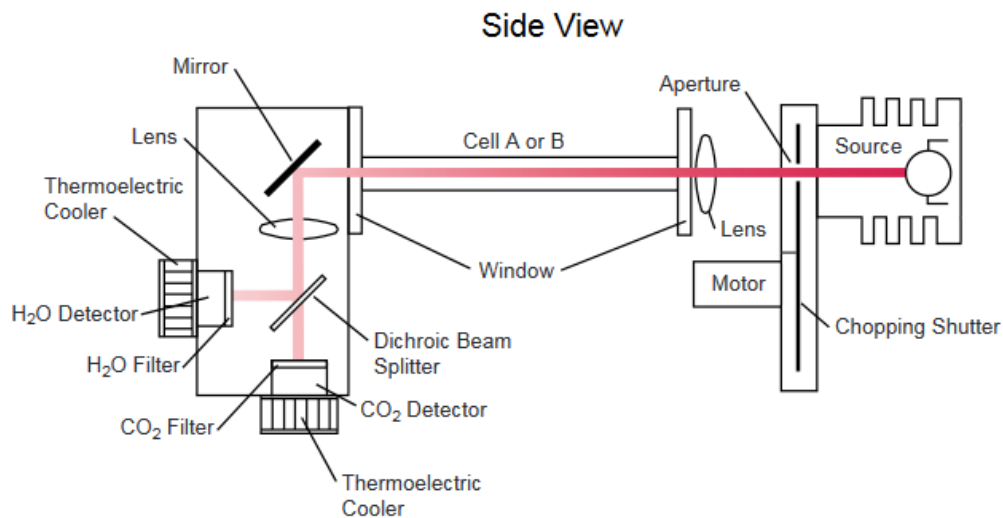 Side View
Mirror
Aperture
Lens
Cell A or B
Source
Thermoelectric
Cooler
Lens
Window
Motor
H₂O Detector
Chopping Shutter
H₂O Filter
Dichroic Beam
Splitter
CO₂ Detector
CO₂ Filter
Thermoelectric
Cooler